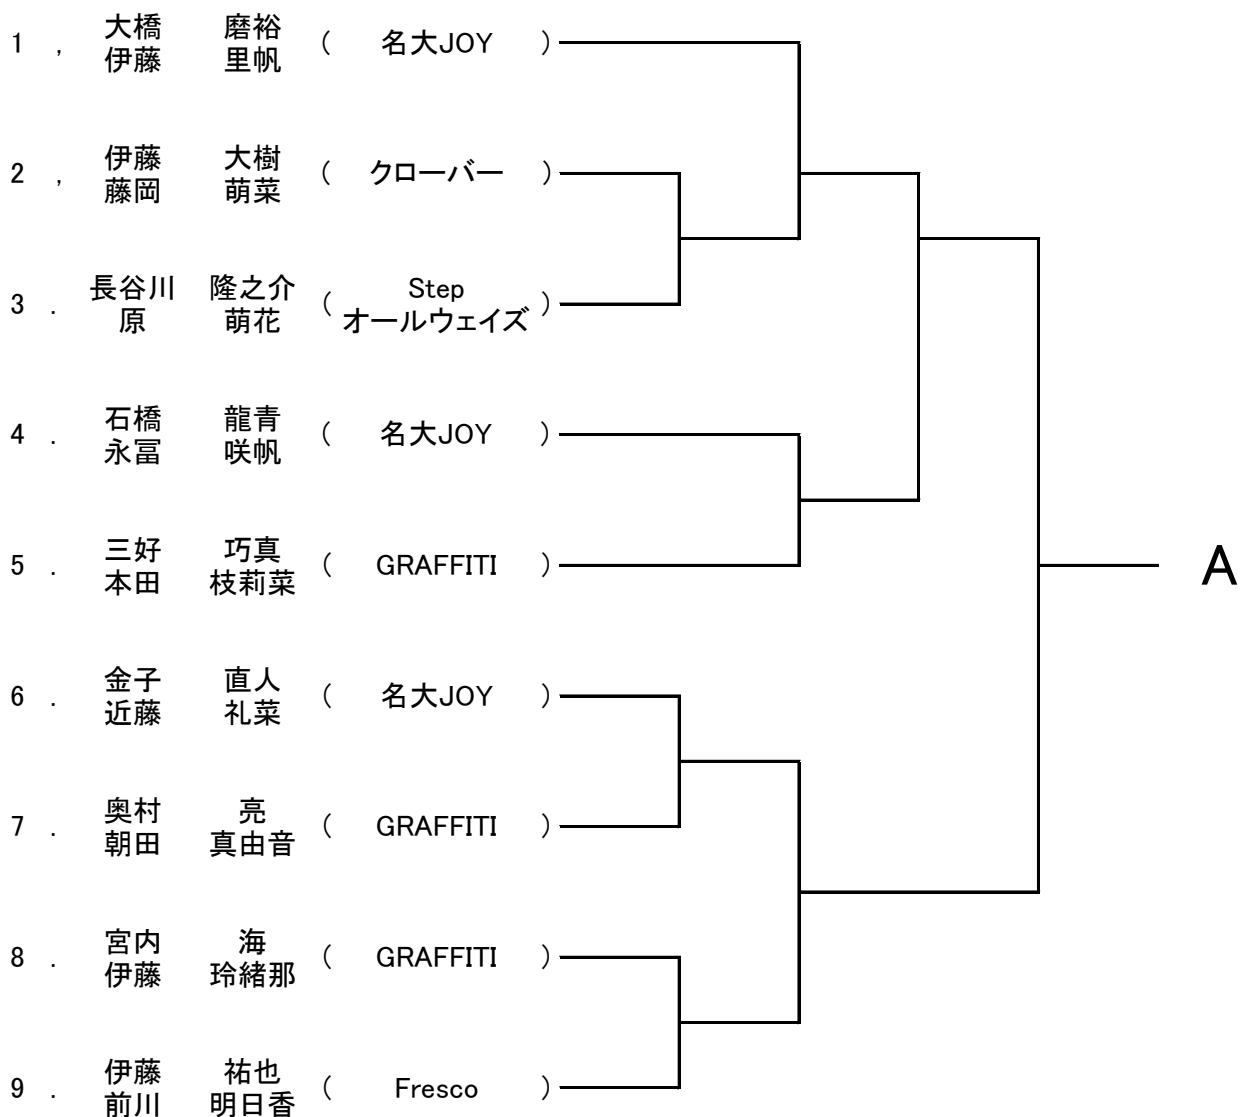 大橋 磨裕
1 , ( 名大JOY )
伊藤 里帆
伊藤 大樹
2 , ( クローバー )
藤岡 萌菜
長谷川 隆之介 Step
3 . ( )
原 萌花 オールウェイズ
石橋 龍青
4 . ( 名大JOY )
永冨 咲帆
三好 巧真
5 . ( GRAFFITI )
本田 枝莉菜
金子 直人
6 . ( 名大JOY )
近藤 礼菜
奥村 亮
7 . ( GRAFFITI )
朝田 真由音
宮内 海
8 . ( GRAFFITI )
伊藤 玲緒那
伊藤 祐也
9 . ( Fresco )
前川 明日香
A